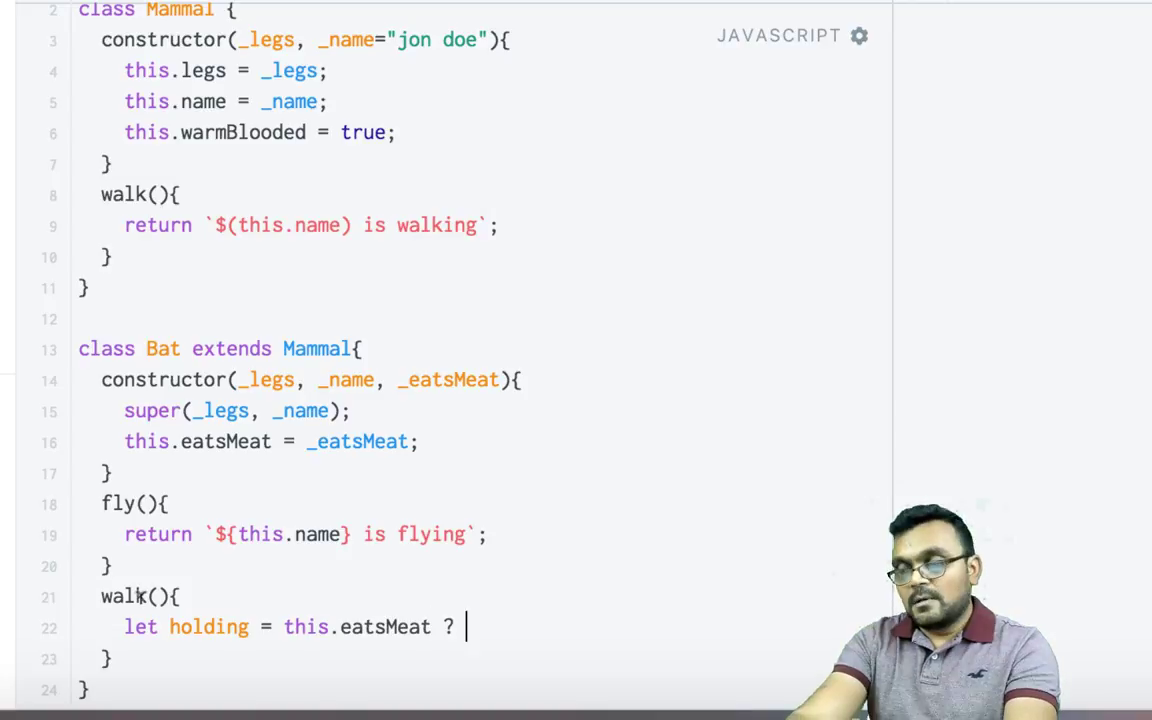 2 class Mammal {
JAVASCRIPT
3 constructor(_legs, _name="jon doe"){
4 this.legs = _legs;
5 this.name = _name;
6 this.warmBlooded = true;
7 }
8 walk(){
9 return `$(this.name) is walking`;
10 }
11 }
12
13 class Bat extends Mammal{
14 constructor(_legs, _name, _eatsMeat){
15 super(_legs, _name);
16 this.eatsMeat = _eatsMeat;
17 }
18 fly(){
19 return `${this.name} is flying`;
20 }
21 walk(){
22 let holding = this.eatsMeat ?
23 }
24 }